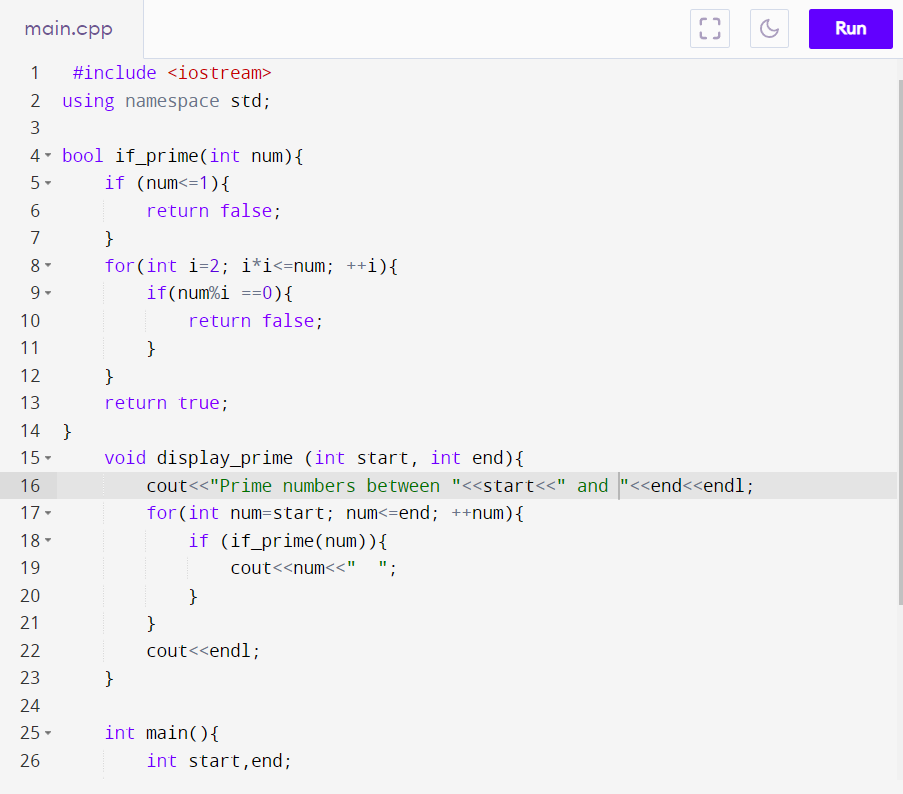 main.cpp
Run
1 #include <iostream>
2 using namespace std;
3
4 bool if_prime(int num){
5     if (num<=1){
6         return false;
7     }
8     for(int i=2; i*i<=num; ++i){
9         if(num%i ==0){
10             return false;
11         }
12     }
13     return true;
14 }
15     void display_prime (int start, int end){
16         cout<<"Prime numbers between "<<start<<" and "<<end<<endl;
17         for(int num=start; num<=end; ++num){
18             if (if_prime(num)){
19                 cout<<num<<"  ";
20             }
21         }
22         cout<<endl;
23     }
24
25     int main(){
26         int start,end;